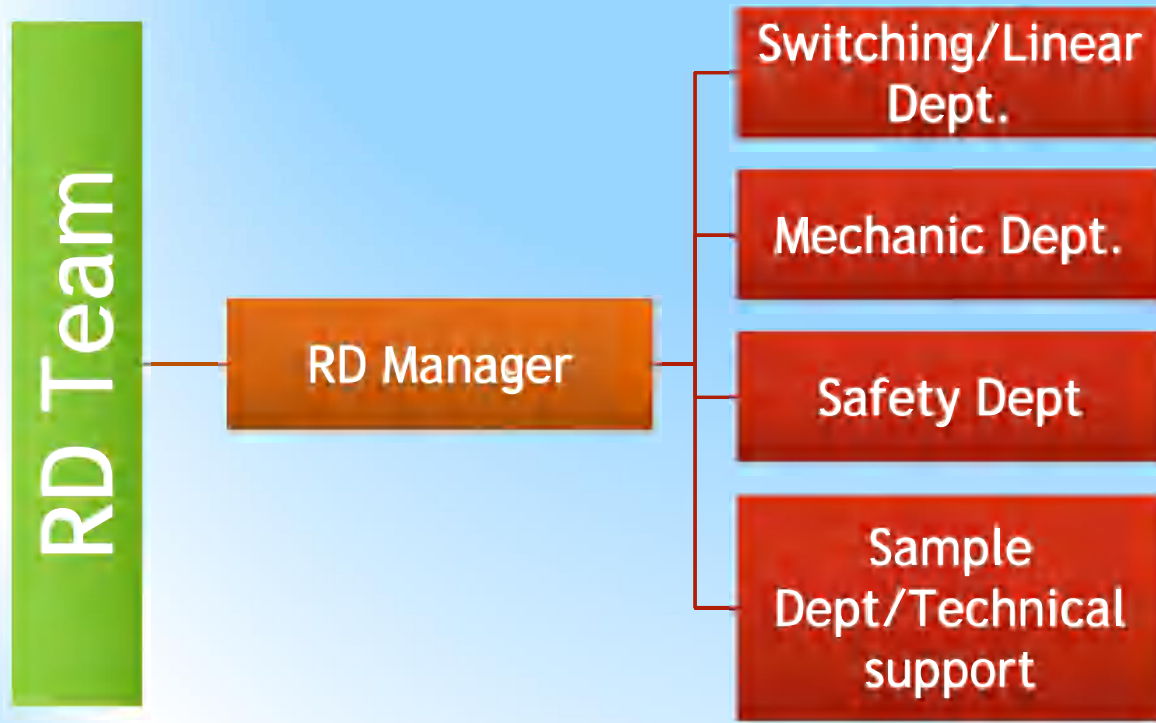 RD Team
RD Manager
Switching/Linear
Dept.
Mechanic Dept.
Safety Dept
Sample
Dept/Technical
support